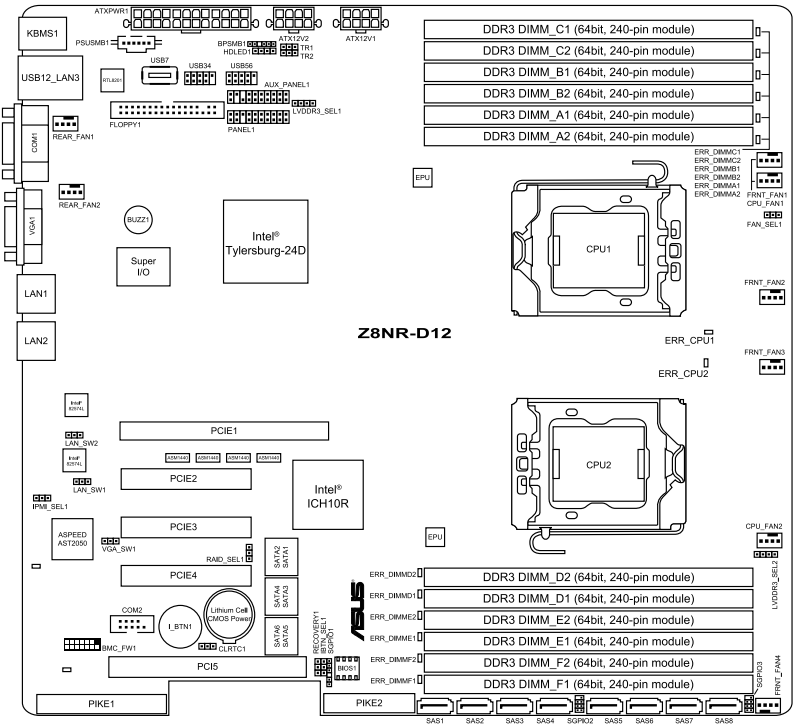 ATXPWR1
KBMS1
PSUSMB1
BPSMB1
HDLED1
ATX12V2
TR1
TR2
ATX12V1
DDR3 DIMM_C1 (64bit, 240-pin module)
DDR3 DIMM_C2 (64bit, 240-pin module)
DDR3 DIMM_B1 (64bit, 240-pin module)
DDR3 DIMM_B2 (64bit, 240-pin module)
DDR3 DIMM_A1 (64bit, 240-pin module)
DDR3 DIMM_A2 (64bit, 240-pin module)
USB12_LAN3
RTL8201
USB7
USB34
USB56
AUX_PANEL1
LVDDR3_SEL1
FLOPPY1
PANEL1
COM1
REAR_FAN1
ERR_DIMMC1
ERR_DIMMC2
ERR_DIMMB1
ERR_DIMMB2
ERR_DIMMA1
ERR_DIMMA2
FRNT_FAN1
CPU_FAN1
FAN_SEL1
EPU
REAR_FAN2
VGA1
BUZZ1
Intel®
Tylersburg-24D
CPU1
Super
I/O
LAN1
FRNT_FAN2
LAN2
Z8NR-D12
ERR_CPU1
FRNT_FAN3
ERR_CPU2
Intel®
82574L
PCIE1
LAN_SW2
Intel®
82574L
ASM1440
ASM1440
ASM1440
ASM1440
PCIE2
CPU2
LAN_SW1
Intel®
ICH10R
IPMI_SEL1
ASPEED
AST2050
PCIE3
VGA_SW1
EPU
CPU_FAN2
RAID_SEL1
SATA2
SATA1
LVDDR3_SEL2
PCIE4
ERR_DIMMD2
DDR3 DIMM_D2 (64bit, 240-pin module)
ERR_DIMMD1
DDR3 DIMM_D1 (64bit, 240-pin module)
SATA4
SATA3
ERR_DIMME2
DDR3 DIMM_E2 (64bit, 240-pin module)
COM2
I_BTN1
Lithium Cell
CMOS Power
CLRTC1
SATA6
SATA5
ASUS
RECOVERY1
IBTN_SEL1
SGPIO1
ERR_DIMME1
DDR3 DIMM_E1 (64bit, 240-pin module)
BMC_FW1
PCI5
BIOS1
ERR_DIMMF2
DDR3 DIMM_F2 (64bit, 240-pin module)
ERR_DIMMF1
DDR3 DIMM_F1 (64bit, 240-pin module)
SGPIO3
FRNT_FAN4
PIKE1
PIKE2
SAS1
SAS2
SAS3
SAS4
SGPIO2
SAS5
SAS6
SAS7
SAS8